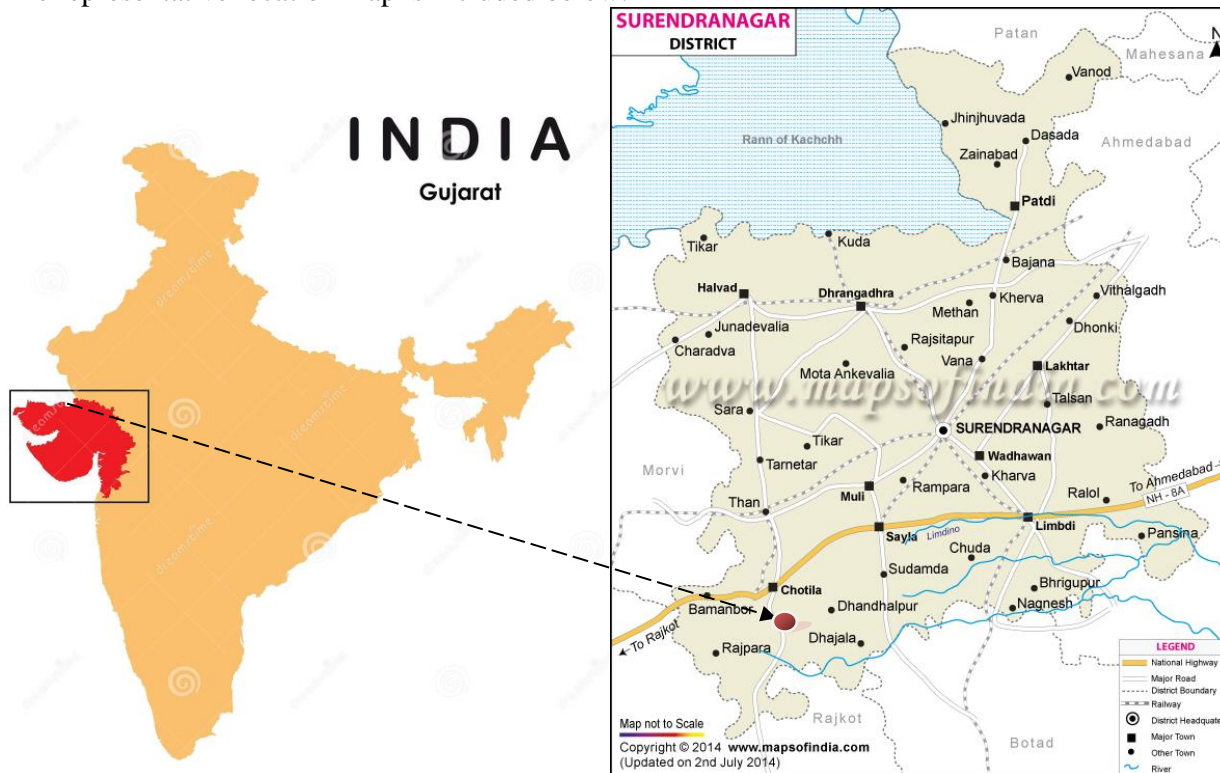 INDIA
Gujarat
SURENDRANAGAR
DISTRICT
N
Patan
Mahesana
Vanod
Jhinjhuvada
Dasada
Ahmedabad
Rann of Kachchh
Zainabad
Patdi
Tikar
Kuda
Bajana
Halvad
Dhrangadhra
Kherva
Vithalgadh
Methan
Junadevalia
Dhonki
Charadva
Rajsitapur
Vana
Mota Ankevalia
Lakhtar
www.mapsofindia.com
Talsan
Sara
Ranagadh
SURENDRANAGAR
Tikar
Wadhawan
Morvi
Tarnetar
Kharva
To Ahmedabad
Muli
Rampara
NH - 8A
Than
Ralol
Limbdi
Sayla
Limdino
Pansina
Chuda
Sudamda
Chotila
Bhrigupur
Bamanbor
Dhandhalpur
Nagnesh
To Rajkot
Dhajala
Rajpara
LEGEND
National Highway
Major Road
District Boundary
Railway
District Headquate
Major Town
Other Town
River
Rajkot
Botad
Map not to Scale
Copyright © 2014 www.mapsofindia.com
(Updated on 2nd July 2014)
dreamstime